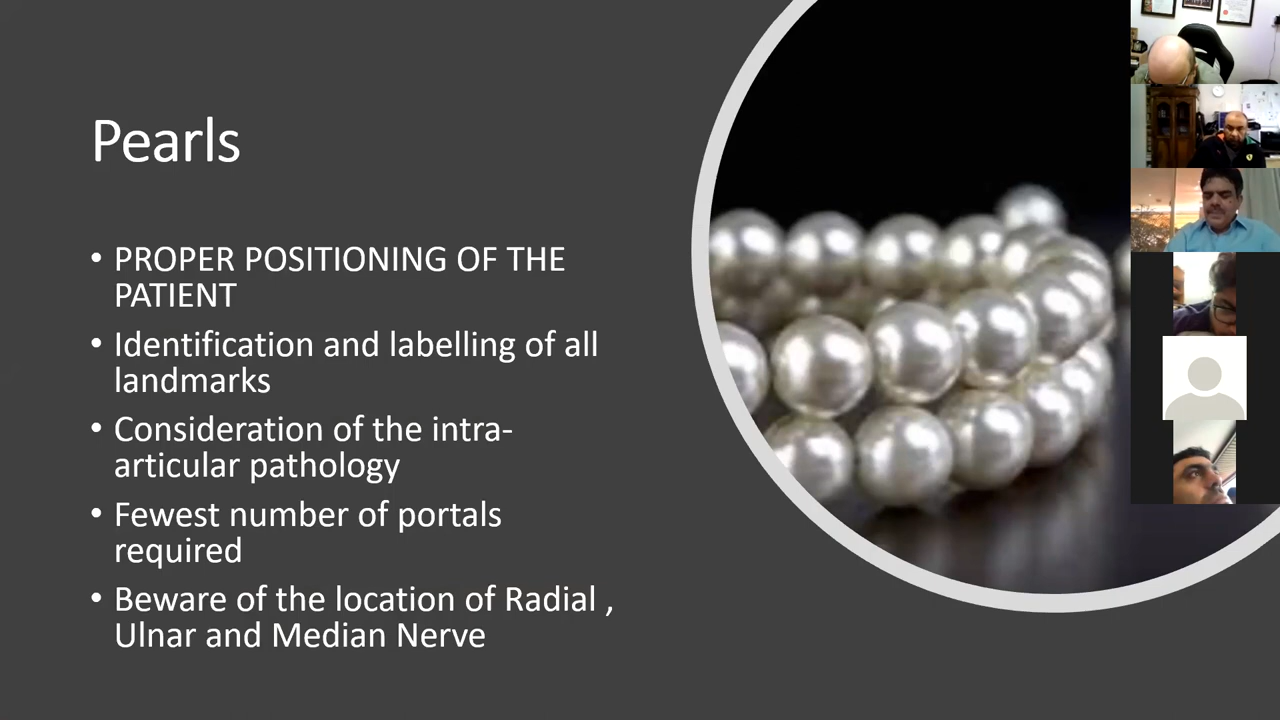 Pearls
• PROPER POSITIONING OF THE
PATIENT
• Identification and labelling of all
landmarks
• Consideration of the intra-
articular pathology
• Fewest number of portals
required
• Beware of the location of Radial ,
Ulnar and Median Nerve